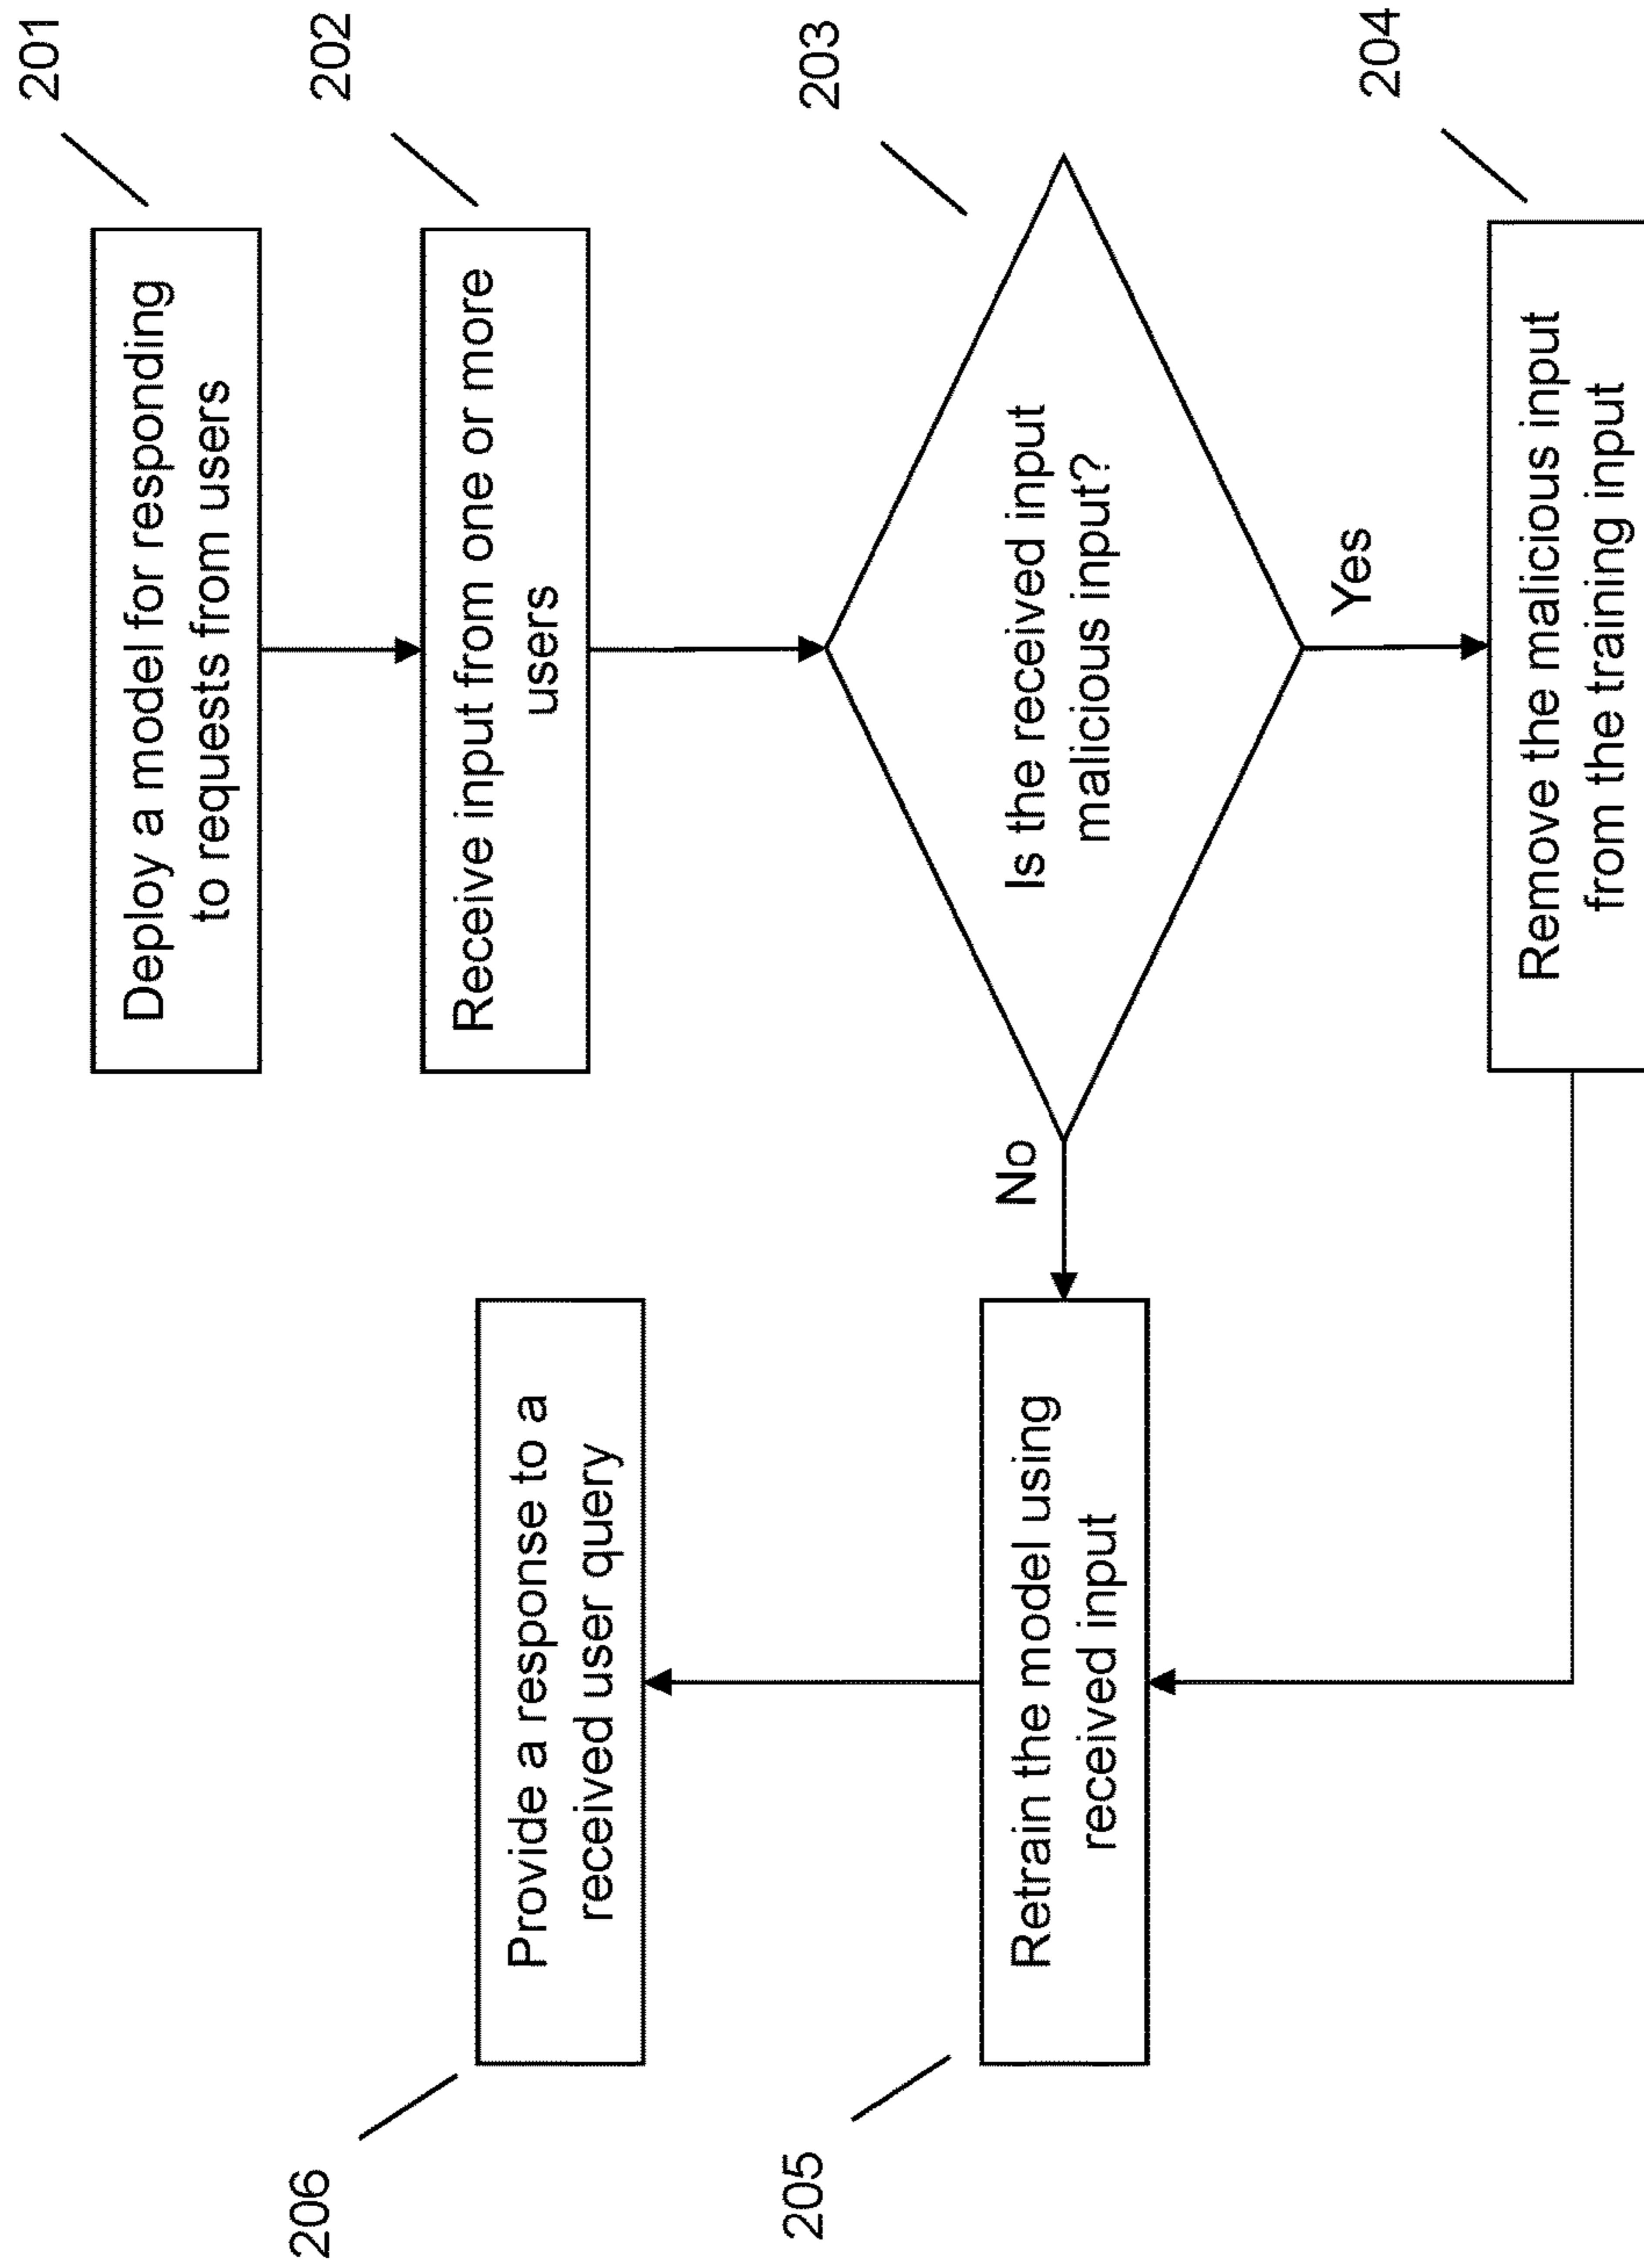 201
Deploy a model for responding
to requests from users
202
Receive input from one or more
users
203
Is the received input
malicious input?
Yes
No
204
Remove the malicious input
from the training input
205
Retrain the model using
received input
206
Provide a response to a
received user query